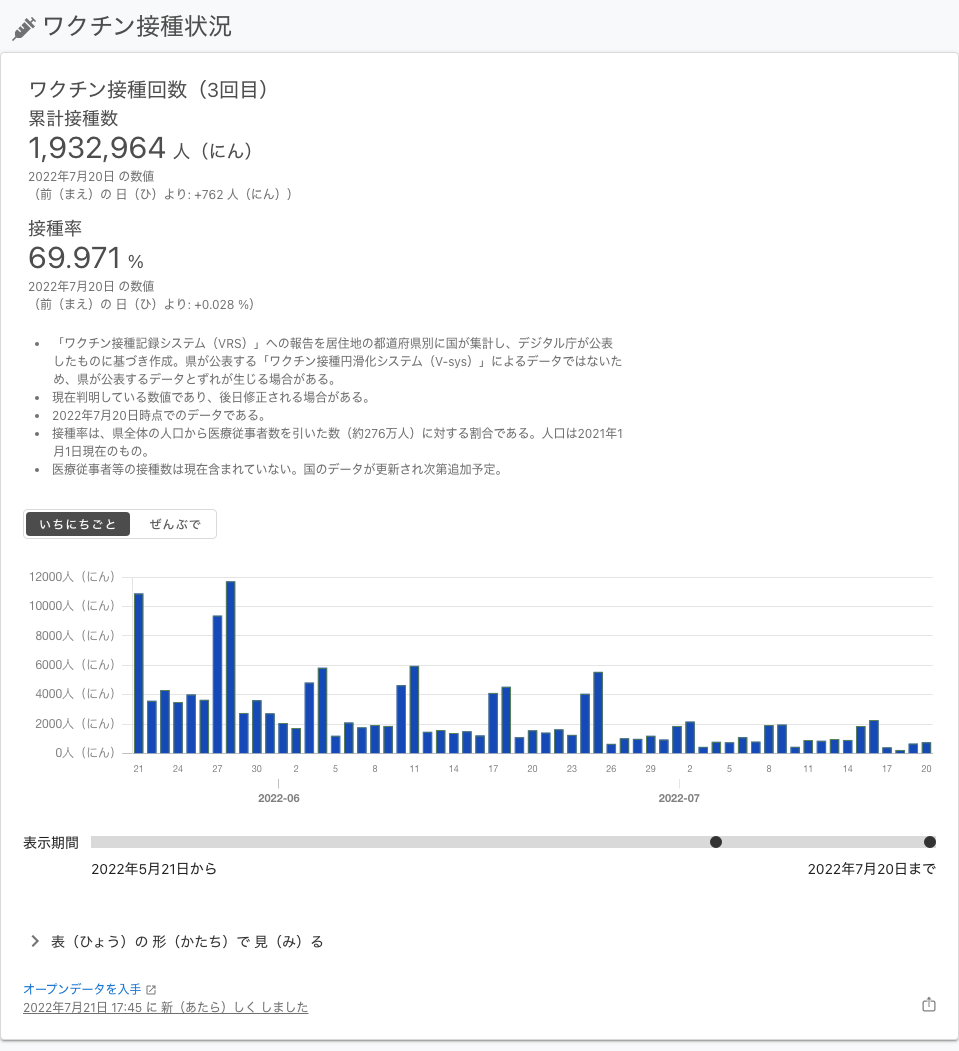 ワクチン接種状況
ワクチン接種回数（3回目）
累計接種数
1,932,964 人（にん）
2022年7月20日 の数値
（前（まえ）の 日（ひ）より: +762 人（にん））
接種率
69.971 %
2022年7月20日 の数値
（前（まえ）の 日（ひ）より: +0.028 %）
• 「ワクチン接種記録システム（VRS）」への報告を居住地の都道府県別に国が集計し、デジタル庁が公表
したものに基づき作成。県が公表する「ワクチン接種円滑化システム（V-sys）」によるデータではないた
め、県が公表するデータとずれが生じる場合がある。
• 現在判明している数値であり、後日修正される場合がある。
• 2022年7月20日時点でのデータである。
• 接種率は、県全体の人口から医療従事者数を引いた数（約276万人）に対する割合である。人口は2021年1
月1日現在のもの。
• 医療従事者等の接種数は現在含まれていない。国のデータが更新され次第追加予定。
いちにちごと ぜんぶで
12000人（にん）
10000人（にん）
8000人（にん）
6000人（にん）
4000人（にん）
2000人（にん）
0人（にん）
21 24 27 30 2 5 8 11 14 17 20 23 26 29 2 5 8 11 14 17 20
2022-06 2022-07
表示期間
2022年5月21日から 2022年7月20日まで
表（ひょう）の 形（かたち）で 見（み）る
オープンデータを入手
2022年7月21日 17:45 に 新（あたら）しく しました